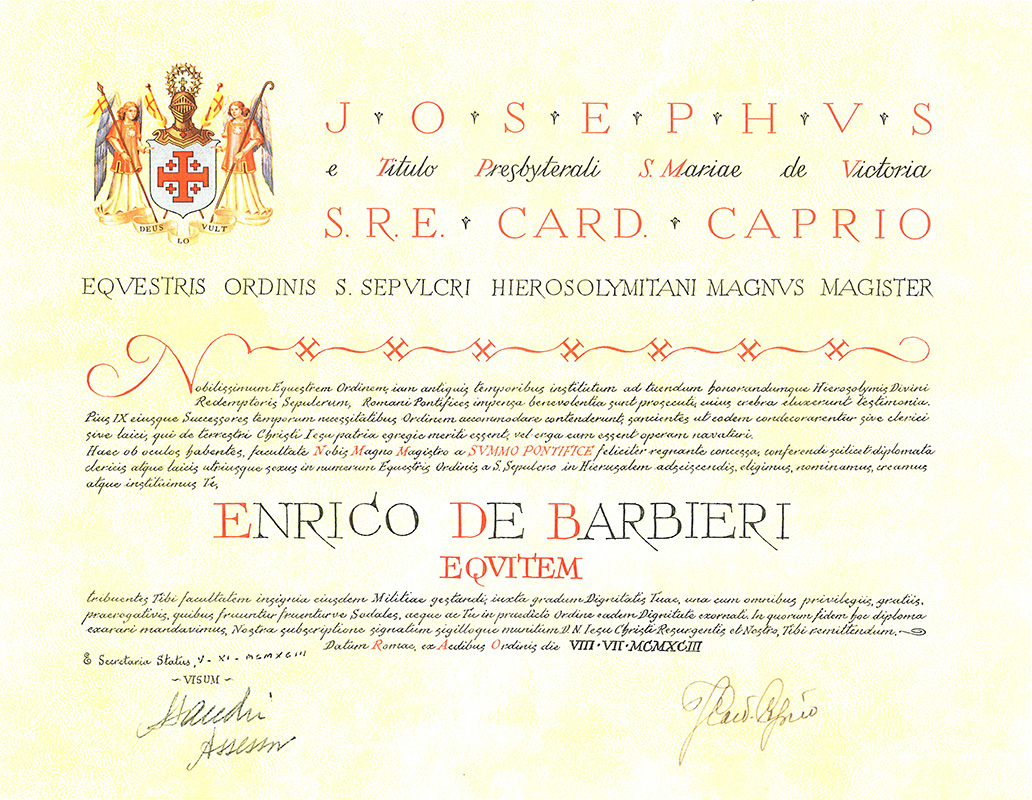 DEUS LO VULT
JOSEPHVS
e Titulo Presbyterali S. Mariae de Victoria
S. R. E. CARD. CAPRIO
EQVESTRIS ORDINIS S. SEPVLCRI HIEROSOLYMITANI MAGNVS MAGISTER
Nobilissimum Equestrem Ordinem, iam antiquis temporibus institutum ad tuendum honorandumque Hierosolymis Divini
Redemptoris Sepulcrum, Romani Pontifices impensa benevolentia sunt prosecuti, cuius crebra eluxerunt testimonia.
Pius IX eiusque Successores temporum necessitatibus Ordinem accommodare contenderunt, sancientes ut eodem condecorarentur sive clerici
sive laici, qui de terrestri Christi Iesu patria egregie meriti essent, vel erga eam essent operam navaturi.
Haec ob oculos habentes, facultate Nobis Magno Magistro a SVMMO PONTIFICE feliciter regnante concessa, conferendi scilicet diplomata
clericis atque laicis utriusque sexus in numerum Equestris Ordinis a S. Sepulcro in Hierusalem adsciscendis, eligimus, nominamus, creamus
atque instituimus Te,
ENRICO DE BARBIERI
EQVITEM
tribuentes Tibi facultatem insignia eiusdem Militiae gestandi, iuxta gradum Dignitatis Tuae, una cum omnibus privilegiis, gratiis,
praerogativis, quibus fruuntur fruenturve Sodales, aeque ac Tu in praedicto Ordine eadem Dignitate exornati. In quorum fidem hoc diploma
exarari mandavimus, Nostra subscriptione signatum sigilloque munitum D. N. Iesu Christi Resurgentis et Nostro, Tibi remittendum.
Datum Romae, ex Aedibus Ordinis die VIII·VII·MCMXCIII
E Secretaria Status, V - XI - MCMXCIII
~ VISUM ~
Assessor